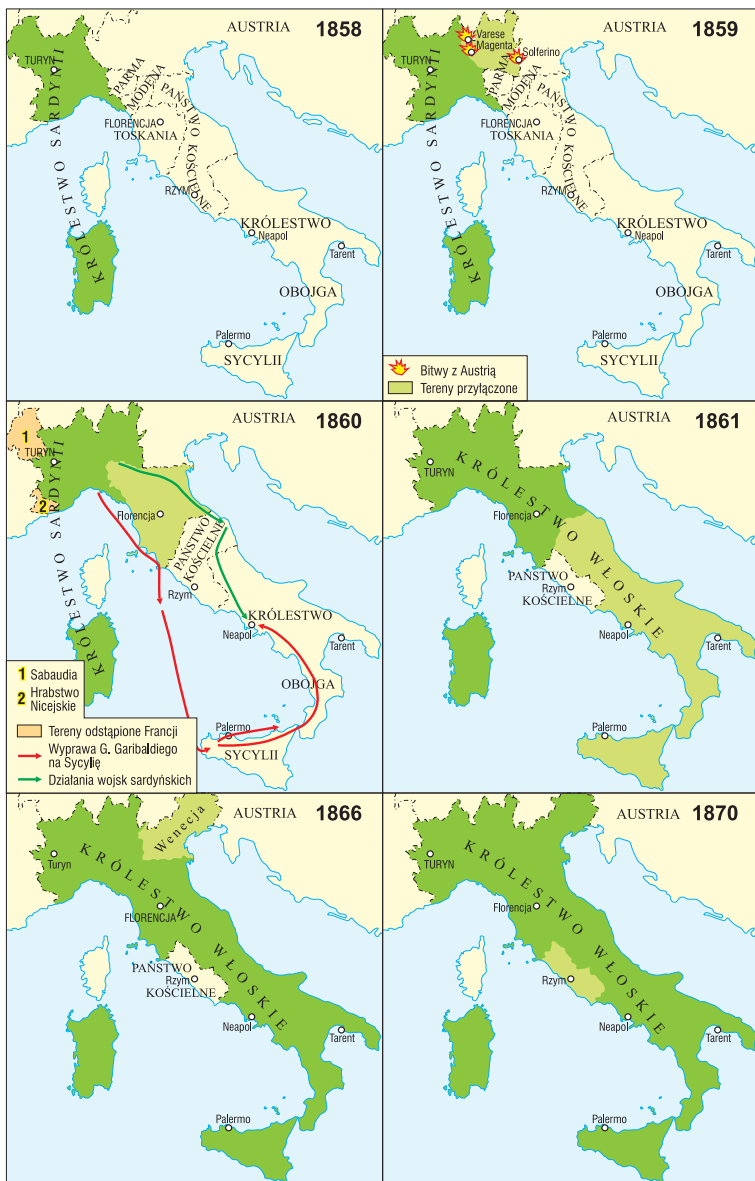 AUSTRIA 1858
TURYN
PARMA
MODENA
PAŃSTWO KOŚCIELNE
FLORENCJA
TOSKANIA
RZYM
KRÓLESTWO SARDYNII
KRÓLESTWO
Neapol
Tarent
OBOJGA
Palermo
SYCYLII
AUSTRIA 1859
Varese
Magenta
Solferino
TURYN
PARMA
MODENA
PAŃSTWO KOŚCIELNE
FLORENCJA
TOSKANIA
RZYM
KRÓLESTWO SARDYNII
KRÓLESTWO
Neapol
Tarent
OBOJGA
Palermo
SYCYLII
Bitwy z Austrią
Tereny przyłączone
AUSTRIA 1860
1
TURYN
2
KRÓLESTWO SARDYNII
Florencja
PAŃSTWO
KOŚCIELNE
Rzym
KRÓLESTWO
Neapol
Tarent
OBOJGA
Palermo
SYCYLII
1 Sabaudia
2 Hrabstwo
Nicejskie
Tereny odstąpione Francji
Wyprawa G. Garibaldiego
na Sycylię
Działania wojsk sardyńskich
AUSTRIA 1861
TURYN
KRÓLESTWO WŁOSKIE
Florencja
PAŃSTWO
Rzym
KOŚCIELNE
Neapol
Tarent
Palermo
AUSTRIA 1866
Wenecja
Turyn
KRÓLESTWO WŁOSKIE
FLORENCJA
PAŃSTWO
Rzym
KOŚCIELNE
Neapol
Tarent
Palermo
AUSTRIA 1870
TURYN
KRÓLESTWO WŁOSKIE
Florencja
Rzym
Neapol
Tarent
Palermo